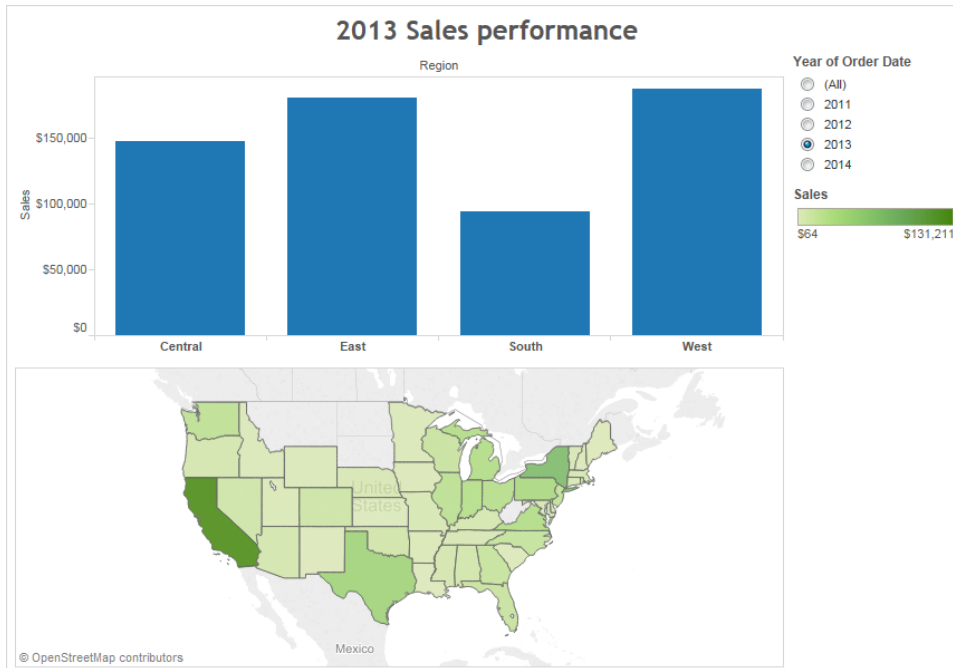 2013 Sales performance
Region
Sales
$150,000
$100,000
$50,000
$0
Central East South West
Year of Order Date
(All)
2011
2012
2013
2014
Sales
$64 $131,211
United
States
Mexico
© OpenStreetMap contributors